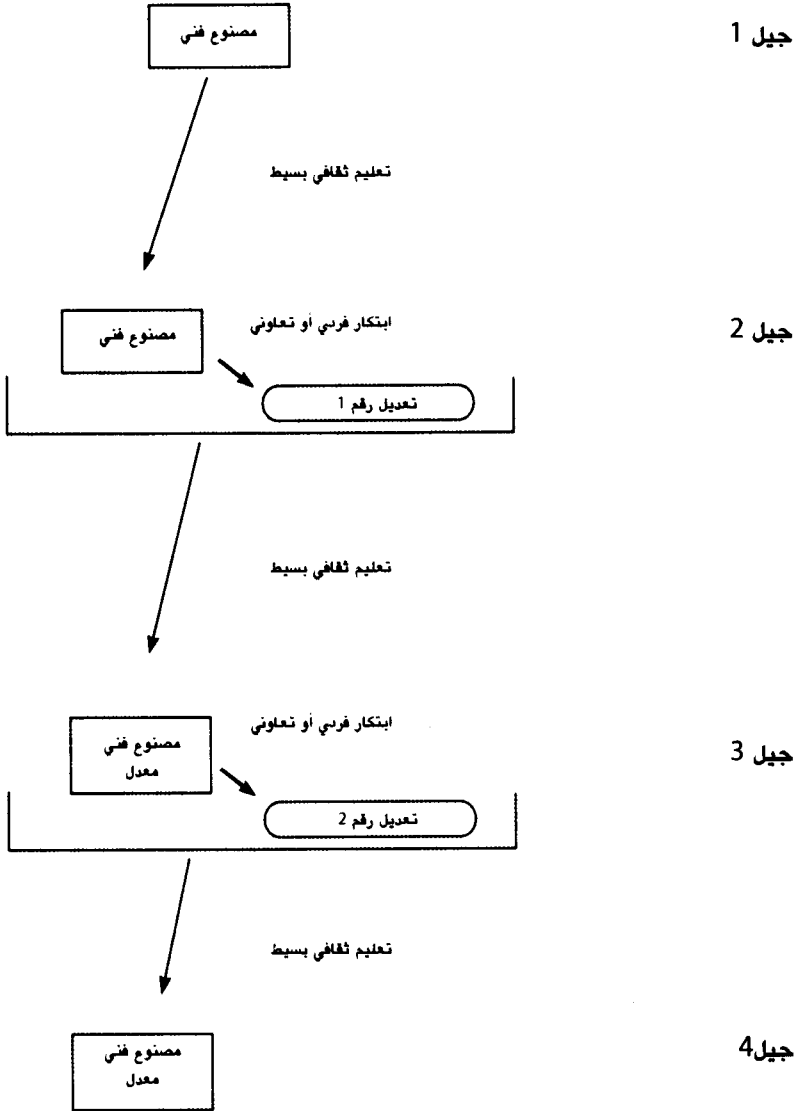 جيل 1
مصنوع فني
تعليم ثقافي بسيط
جيل 2
ابتكار فردي أو تعاوني
مصنوع فني
تعديل رقم 1
تعليم ثقافي بسيط
جيل 3
ابتكار فردي أو تعاوني
مصنوع فني
معدل
تعديل رقم 2
تعليم ثقافي بسيط
جيل4
مصنوع فني
معدل